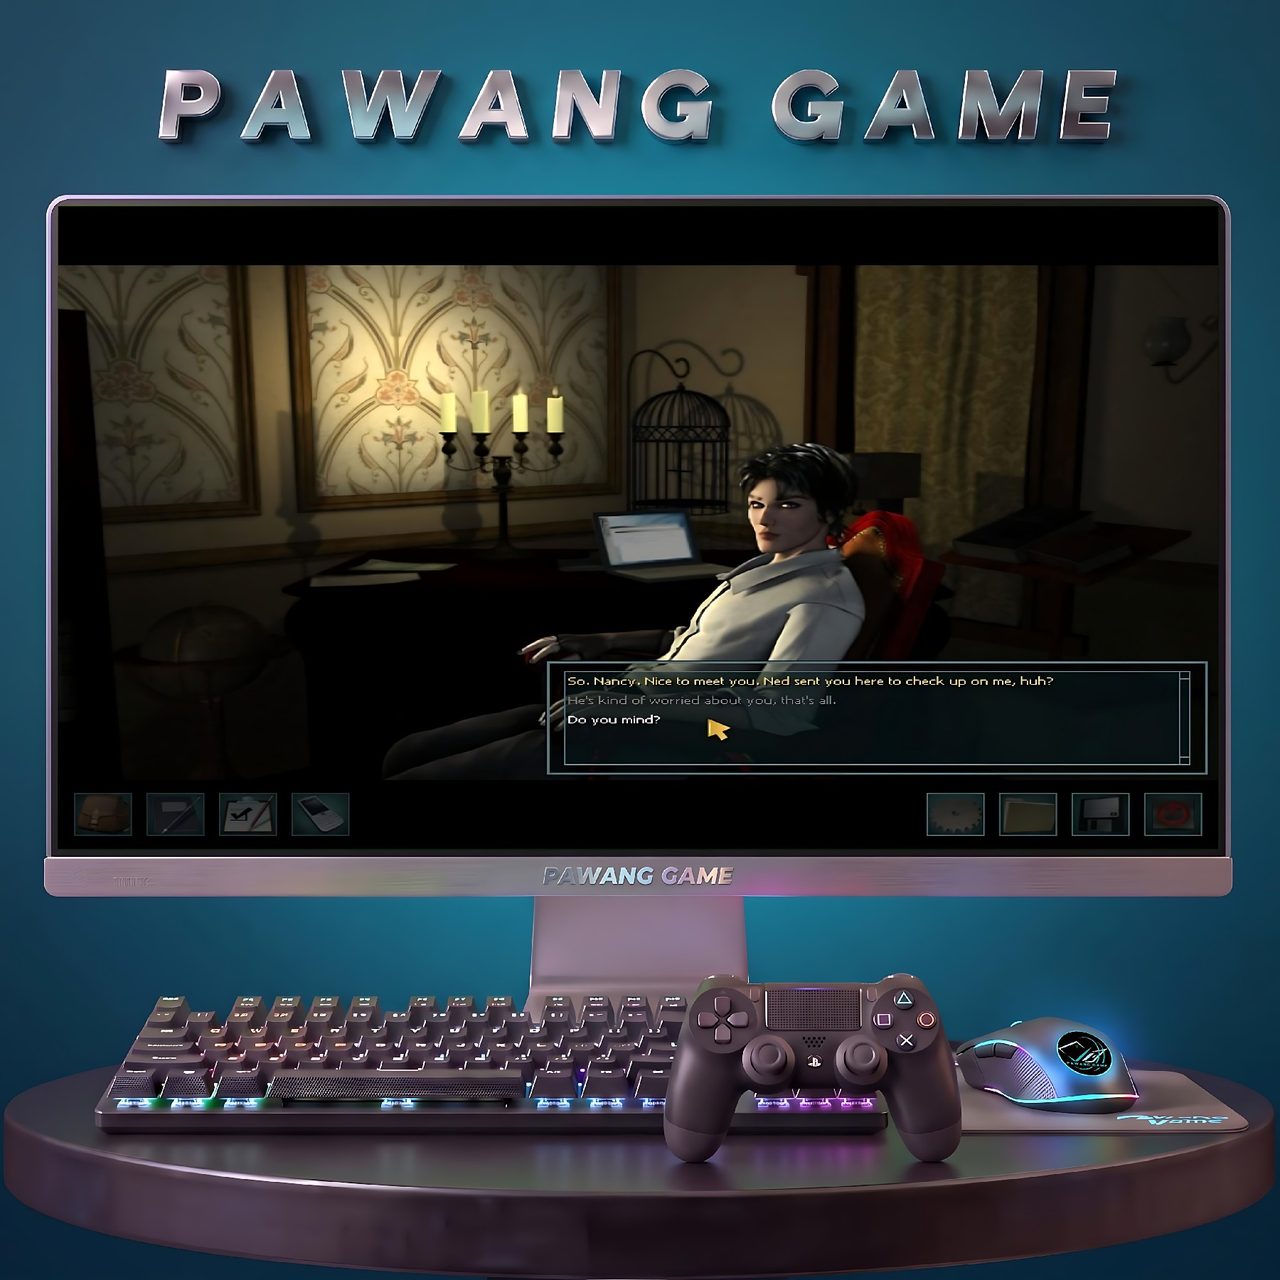 PAWANG GAME
So, Nancy. Nice to meet you. Ned sent you here to check up on me, huh?
He's kind of worried about you, that's all.
Do you mind?
PAWANG GAME